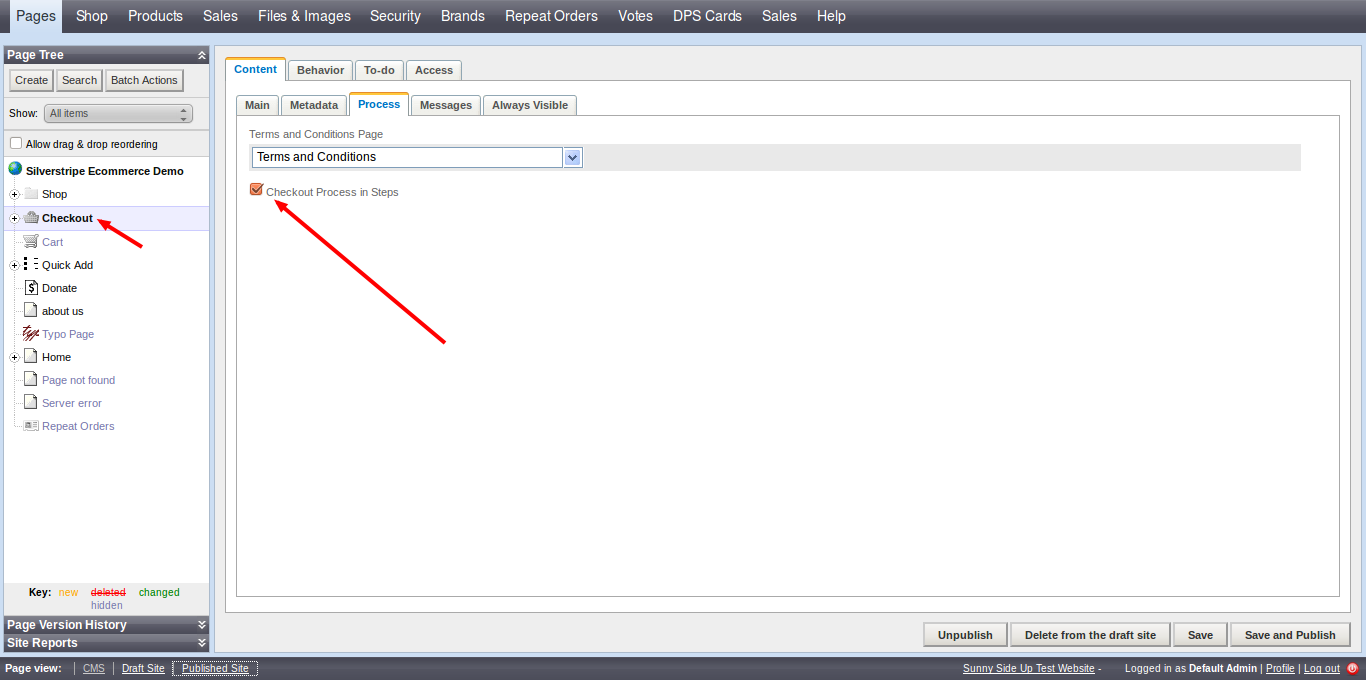 Pages Shop Products Sales Files & Images Security Brands Repeat Orders Votes DPS Cards Sales Help
Page Tree
Create Search Batch Actions
Show: All items
Allow drag & drop reordering
Silverstripe Ecommerce Demo
Shop
Checkout
Cart
Quick Add
Donate
about us
Typo Page
Home
Page not found
Server error
Repeat Orders
Key: new deleted changed
hidden
Page Version History
Site Reports
Content Behavior To-do Access
Main Metadata Process Messages Always Visible
Terms and Conditions Page
Terms and Conditions
Checkout Process in Steps
Unpublish Delete from the draft site Save Save and Publish
Page view: CMS Draft Site Published Site
Sunny Side Up Test Website - Logged in as Default Admin | Profile | Log out